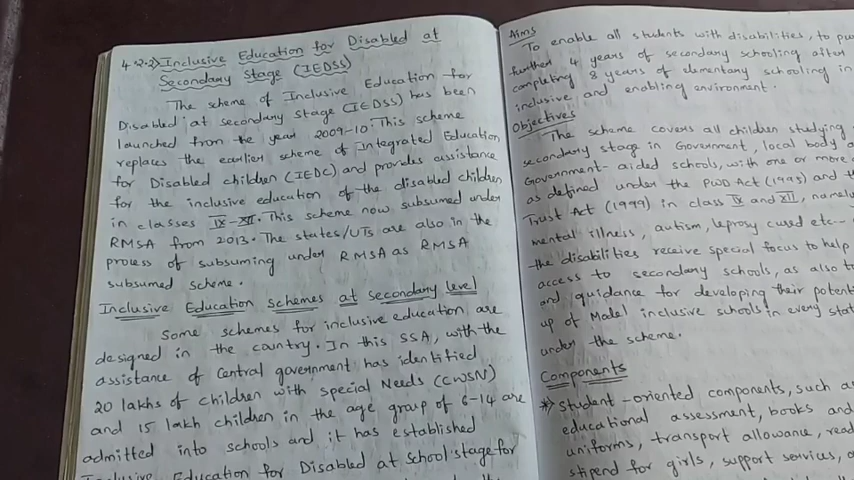 4.2.2) Inclusive Education for Disabled at
Secondary Stage (IEDSS)
The scheme of Inclusive Education for
Disabled at secondary Stage (IEDSS) has been
launched from the year 2009-10. This scheme
replaces the earlier scheme of Integrated Education
for Disabled children (IEDC) and provides assistance
for the inclusive education of the disabled children
in classes IX-XII. This scheme now subsumed under
RMSA from 2013. The states/UTs are also in the
process of subsuming under RMSA as RMSA
subsumed scheme.
Inclusive Education schemes at secondary level
Some schemes for inclusive education are
designed in the country. In this SSA, with the
assistance of Central government has identified
20 lakhs of children with special Needs (CWSN)
and 15 lakh children in the age group of 6-14 are
admitted into schools and it has established
Inclusive Education for Disabled at school stage for
Aims
To enable all students with disabilities, to
further 4 years of secondary schooling after
completing 8 years of elementary schooling in
inclusive and enabling environment.
Objectives
The scheme covers all children studying
secondary stage in Government, local body
Government-aided schools, with one or more
as defined under the PWD Act (1995) and
Trust Act (1999) in class IX and XII, namely
mental illness, autism, leprosy cured etc-
the disabilities receive special focus to help
access to secondary schools, as also
and guidance for developing their
up of Model inclusive schools in every
under the scheme.
Components
* Student-oriented components, such
educational assessment, books and
uniforms, transport allowance,
stipend for girls, support services,